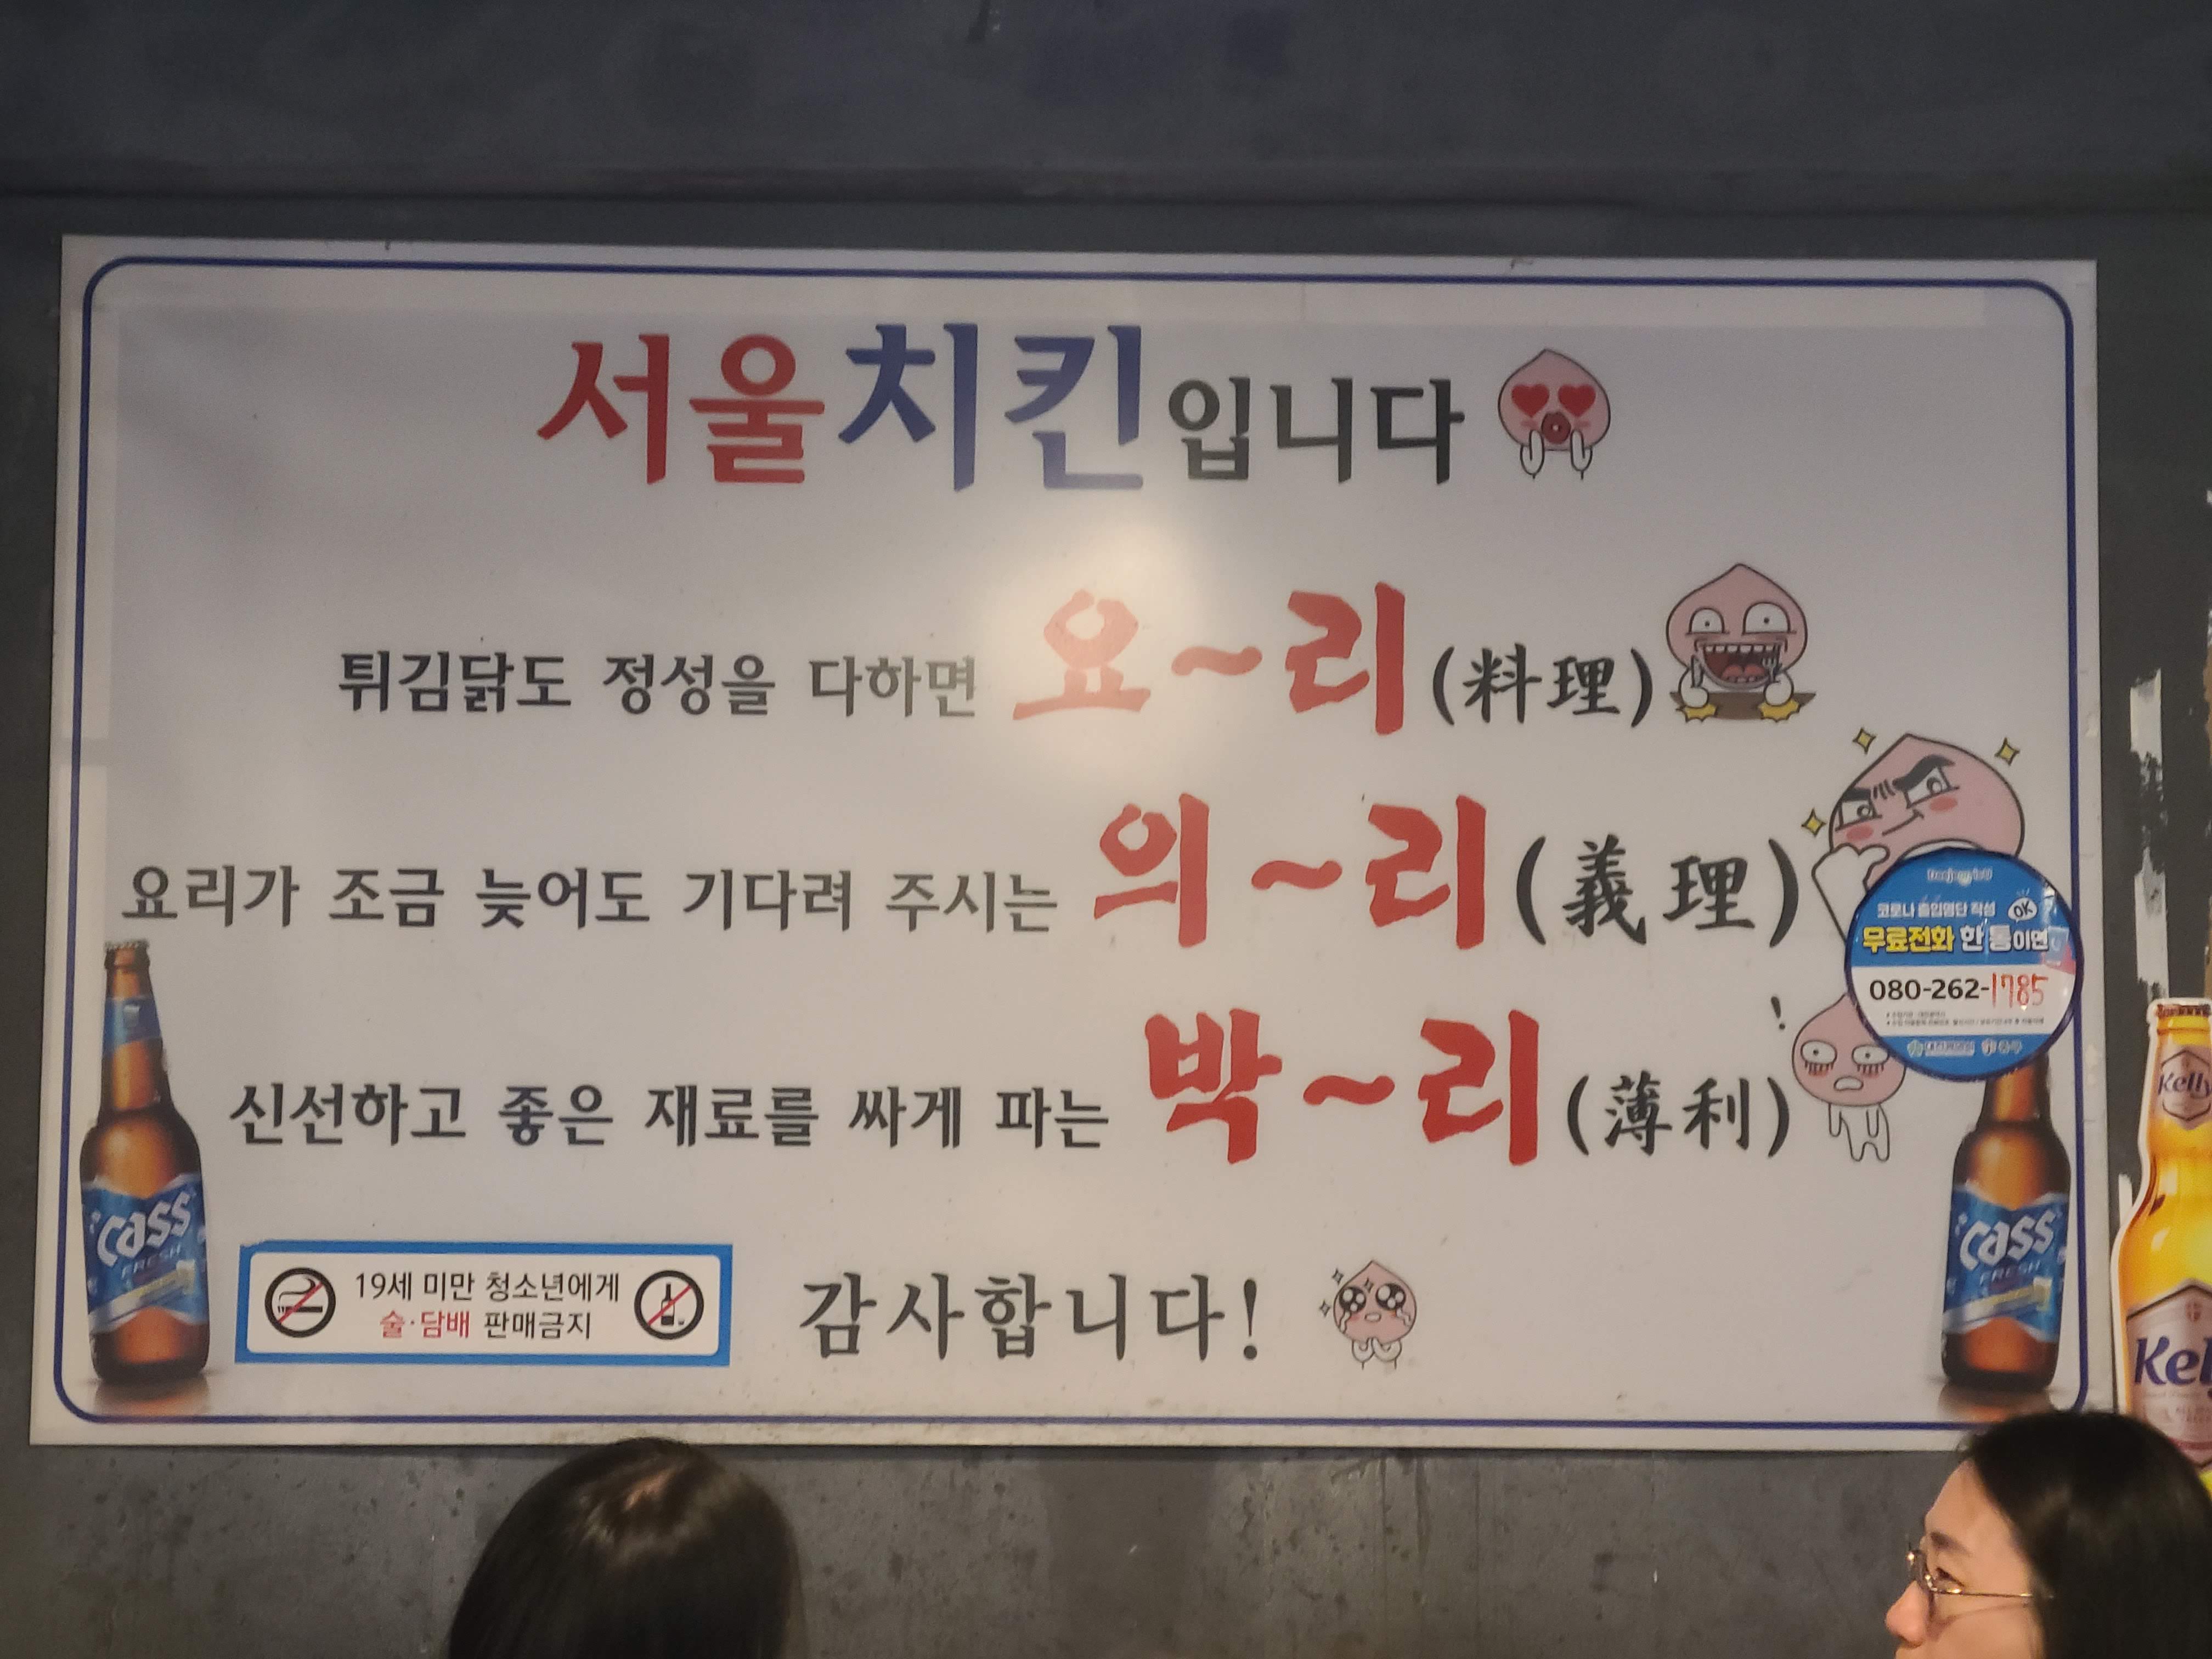 서울치킨입니다
튀김닭도 정성을 다하면 요~리(料理)
요리가 조금 늦어도 기다려 주시는 의~리(義理)
코로나 출입명단 작성 OK
무료전화 한 통이면
080-262-1785
신선하고 좋은 재료를 싸게 파는 박~리(薄利)
!
Cass
FRESH
Cass
FRESH
Kelly
Kel
19세 미만 청소년에게
술·담배 판매금지
감사합니다!